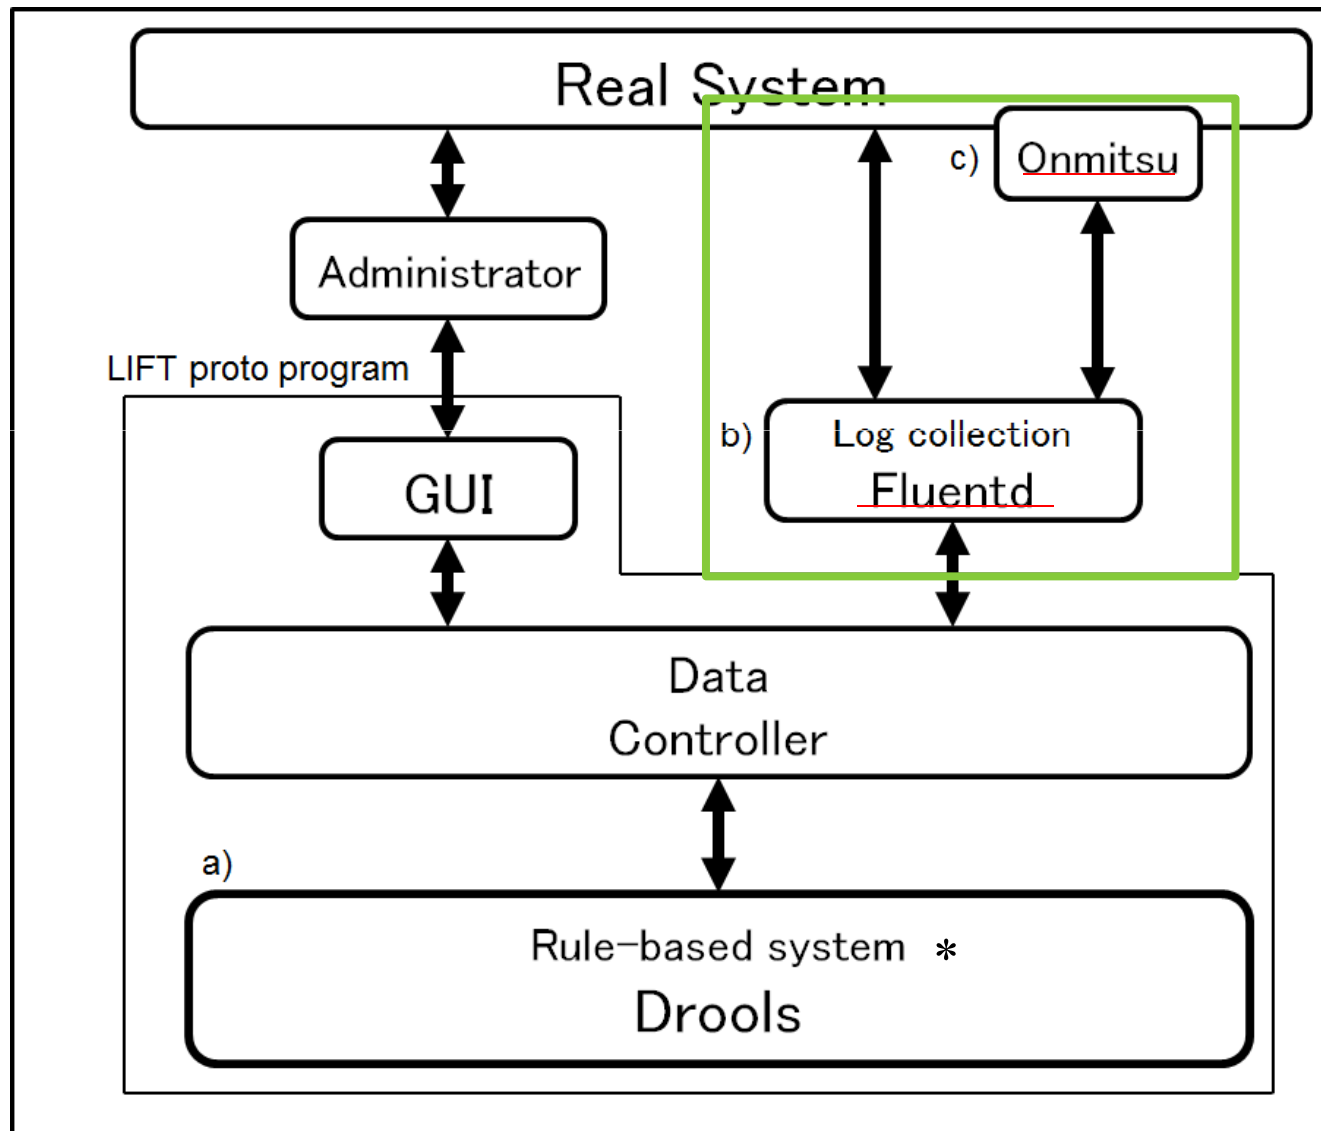 Real System
c)
Onmitsu
Administrator
LIFT proto program
b)
Log collection
Fluentd
GUI
Data
Controller
a)
Rule-based system *
Drools